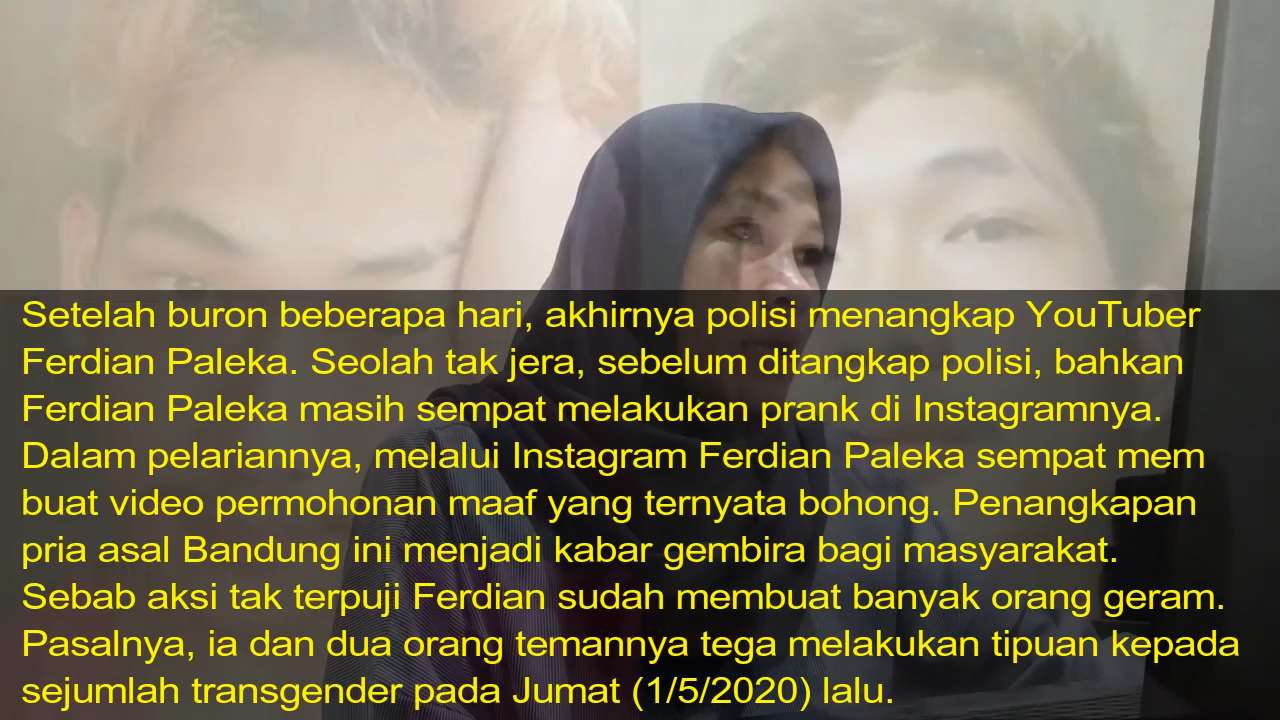 Setelah buron beberapa hari, akhirnya polisi menangkap YouTuber
Ferdian Paleka. Seolah tak jera, sebelum ditangkap polisi, bahkan
Ferdian Paleka masih sempat melakukan prank di Instagramnya.
Dalam pelariannya, melalui Instagram Ferdian Paleka sempat mem
buat video permohonan maaf yang ternyata bohong. Penangkapan
pria asal Bandung ini menjadi kabar gembira bagi masyarakat.
Sebab aksi tak terpuji Ferdian sudah membuat banyak orang geram.
Pasalnya, ia dan dua orang temannya tega melakukan tipuan kepada
sejumlah transgender pada Jumat (1/5/2020) lalu.